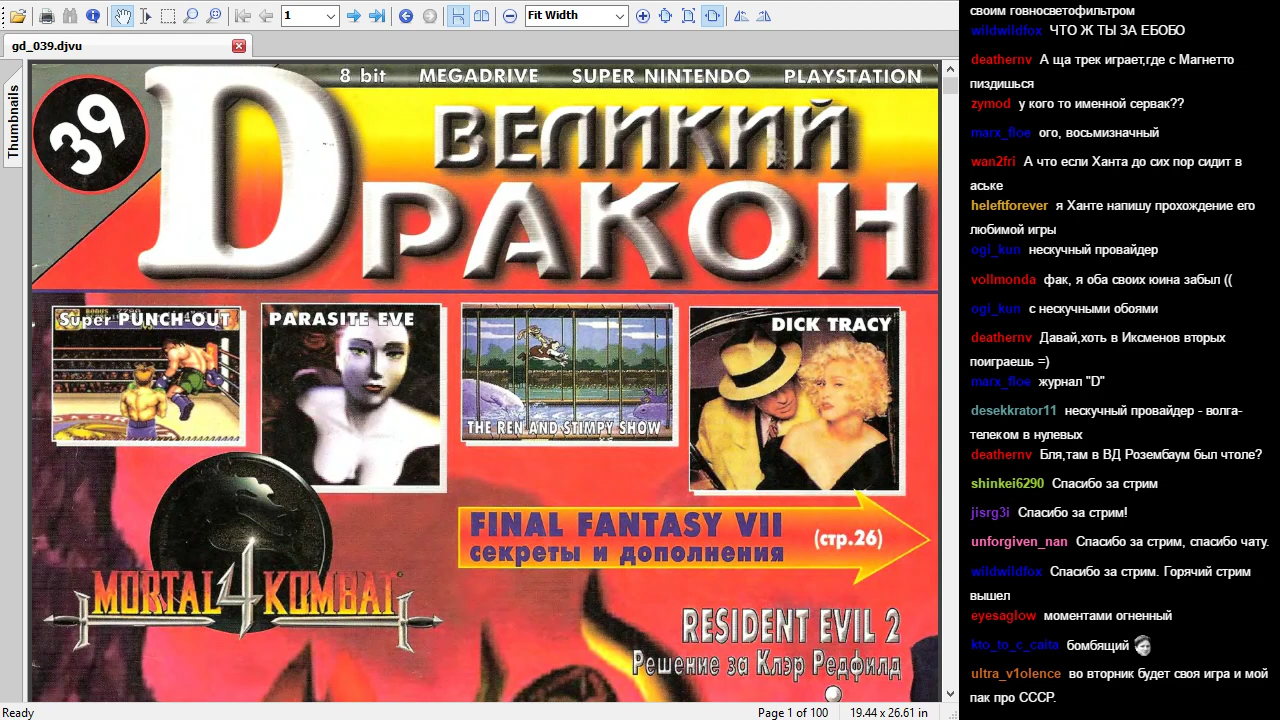 1
Fit Width
gd_039.djvu
Thumbnails
8 bit MEGADRIVE SUPER NINTENDO PLAYSTATION
39
ВЕЛИКИЙ
DРАКОН
Super PUNCH-OUT
PARASITE EVE
THE REN AND STIMPY SHOW
DICK TRACY
FINAL FANTASY VII
секреты и дополнения
(стр.26)
MORTAL 4 KOMBAT
RESIDENT EVIL 2
Решение за Клэр Редфилд
Ready
Page 1 of 100
19.44 x 26.61 in
своим говносветофильтром
wildwildfox ЧТО Ж ТЫ ЗА ЕБОБО
deathernv А ща трек играет,где с Магнетто
пиздишься
zymod у кого то именной сервак??
marx_floe ого, восьмизначный
wan2fri А что если Ханта до сих пор сидит в
аське
heleftforever я Ханте напишу прохождение его
любимой игры
ogi_kun нескучный провайдер
vollmonda фак, я оба своих юина забыл ((
ogi_kun с нескучными обоями
deathernv Давай,хоть в Иксменов вторых
поиграешь =)
marx_floe журнал "D"
desekkrator11 нескучный провайдер - волга-
телеком в нулевых
deathernv Бля,там в ВД Розембаум был чтоле?
shinkei6290 Спасибо за стрим
jisrg3i Спасибо за стрим!
unforgiven_nan Спасибо за стрим, спасибо чату.
wildwildfox Спасибо за стрим. Горячий стрим
вышел
eyesaglow моментами огненный
kto_to_c_caita бомбящий
ultra_v1olence во вторник будет своя игра и мой
пак про СССР.